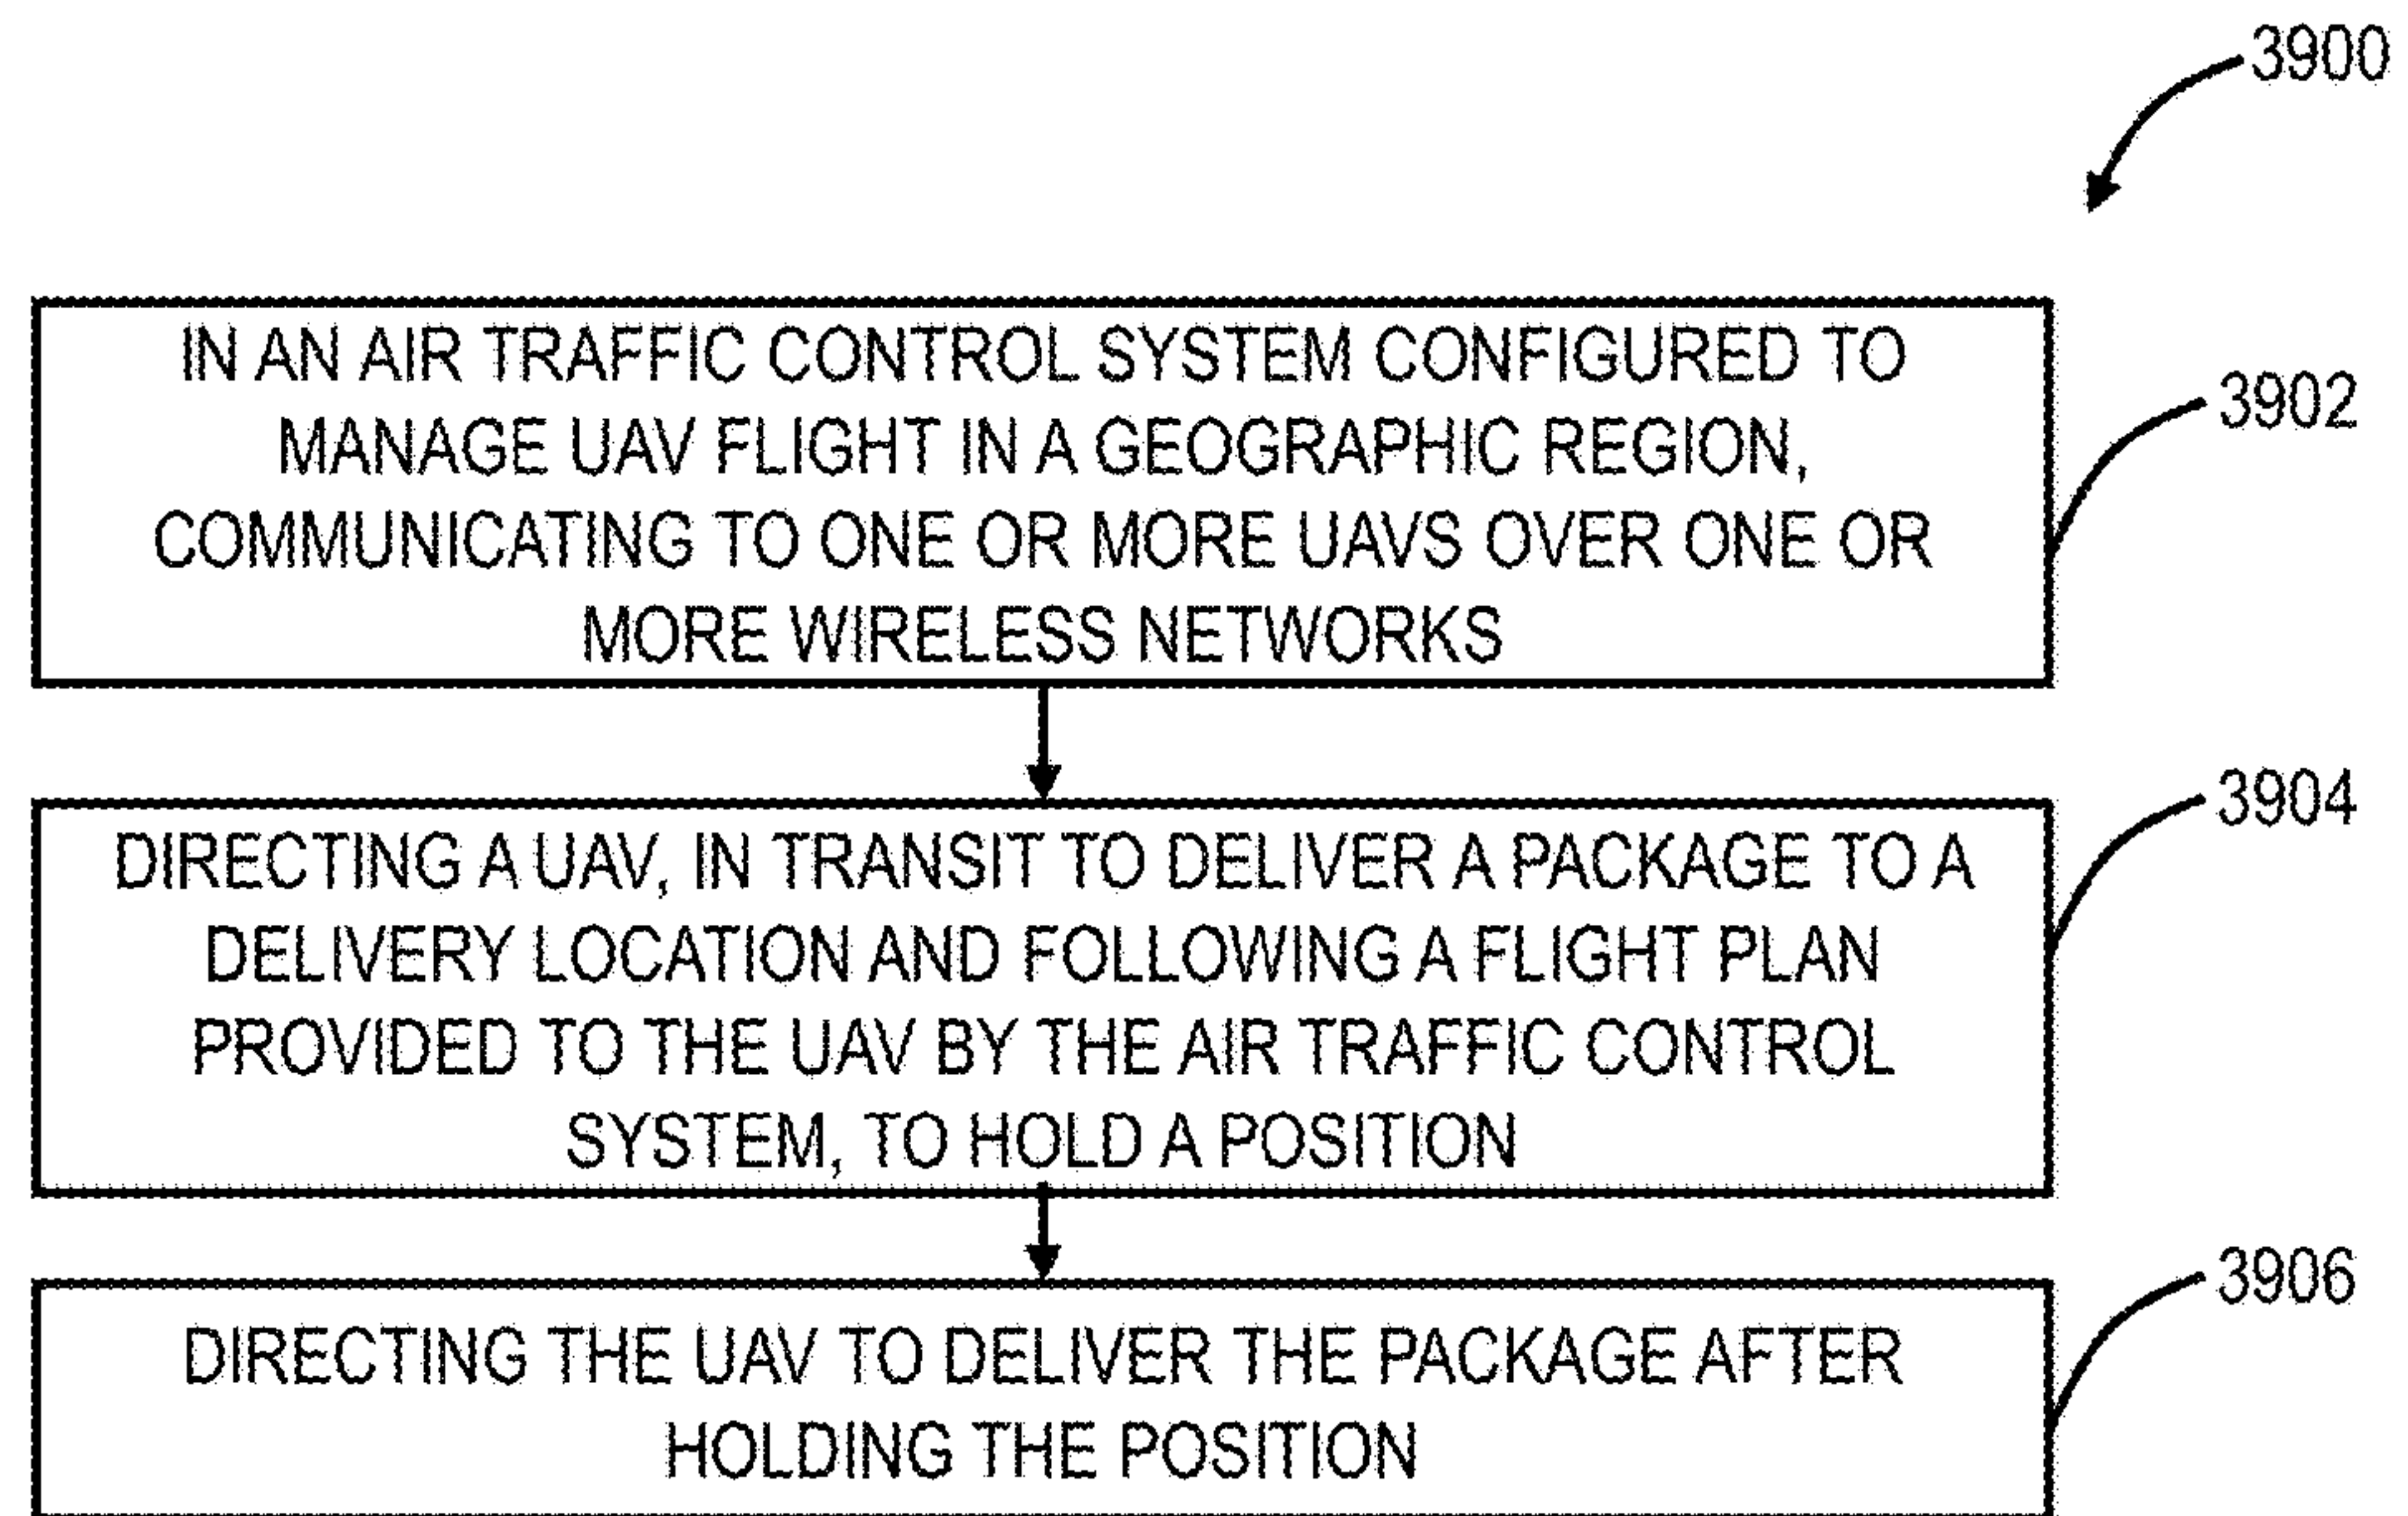 3900
IN AN AIR TRAFFIC CONTROL SYSTEM CONFIGURED TO
MANAGE UAV FLIGHT IN A GEOGRAPHIC REGION,
COMMUNICATING TO ONE OR MORE UAVS OVER ONE OR
MORE WIRELESS NETWORKS
3902
DIRECTING A UAV, IN TRANSIT TO DELIVER A PACKAGE TO A
DELIVERY LOCATION AND FOLLOWING A FLIGHT PLAN
PROVIDED TO THE UAV BY THE AIR TRAFFIC CONTROL
SYSTEM, TO HOLD A POSITION
3904
DIRECTING THE UAV TO DELIVER THE PACKAGE AFTER
HOLDING THE POSITION
3906